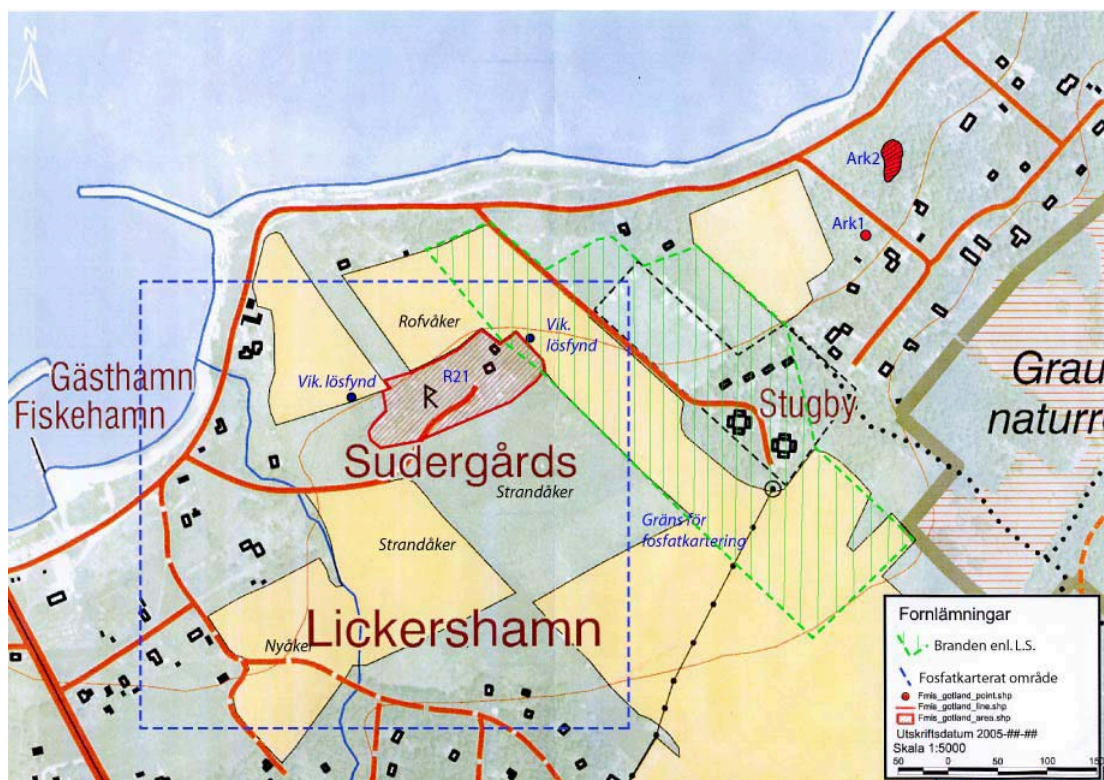 N
Ark2
Ark1
Rofvåker
Vik.
lösfynd
Vik. lösfynd
R21
R
Gästhamn
Fiskehamn
Stugby
Grau
naturre
Sudergårds
Strandåker
Strandåker
Gräns för
fosfatkartering
Lickershamn
Nyåker
Fornlämningar
Branden enl. L.S.
Fosfatkarterat område
Fmis_gotland_point.shp
Fmis_gotland_line.shp
Fmis_gotland_area.shp
Utskriftsdatum 2005-##-##
Skala 1:5000
50 0 50 100 150